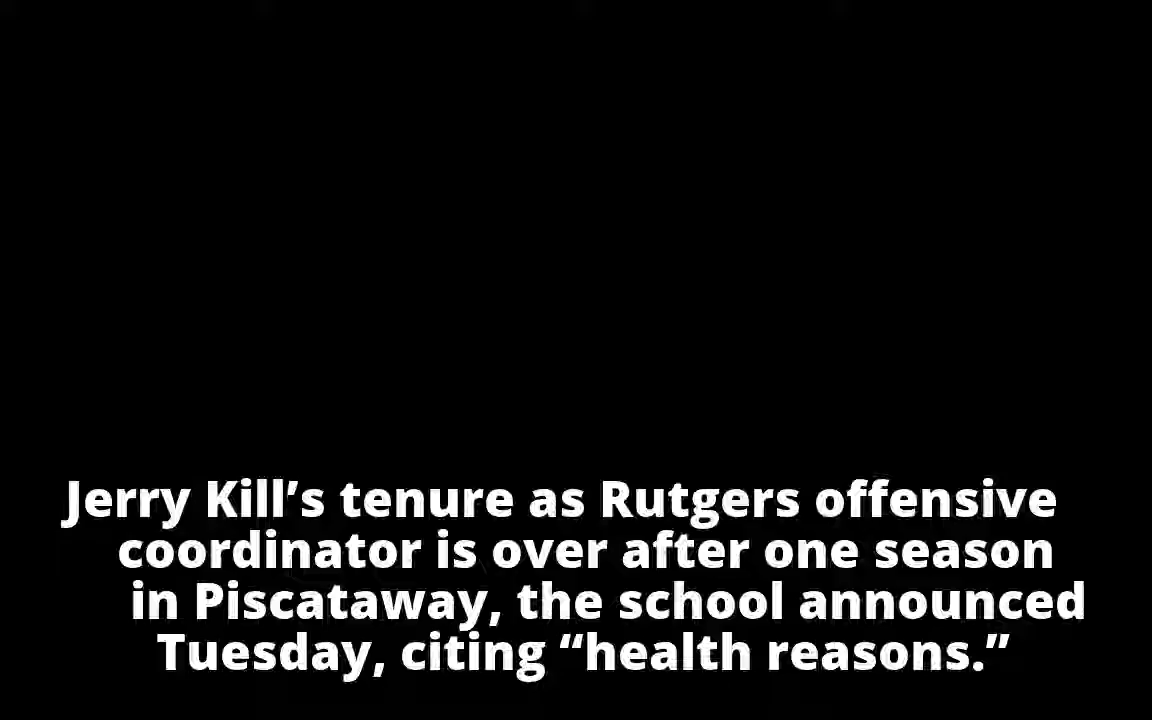 Jerry Kill’s tenure as Rutgers offensive
coordinator is over after one season
in Piscataway, the school announced
Tuesday, citing “health reasons.”